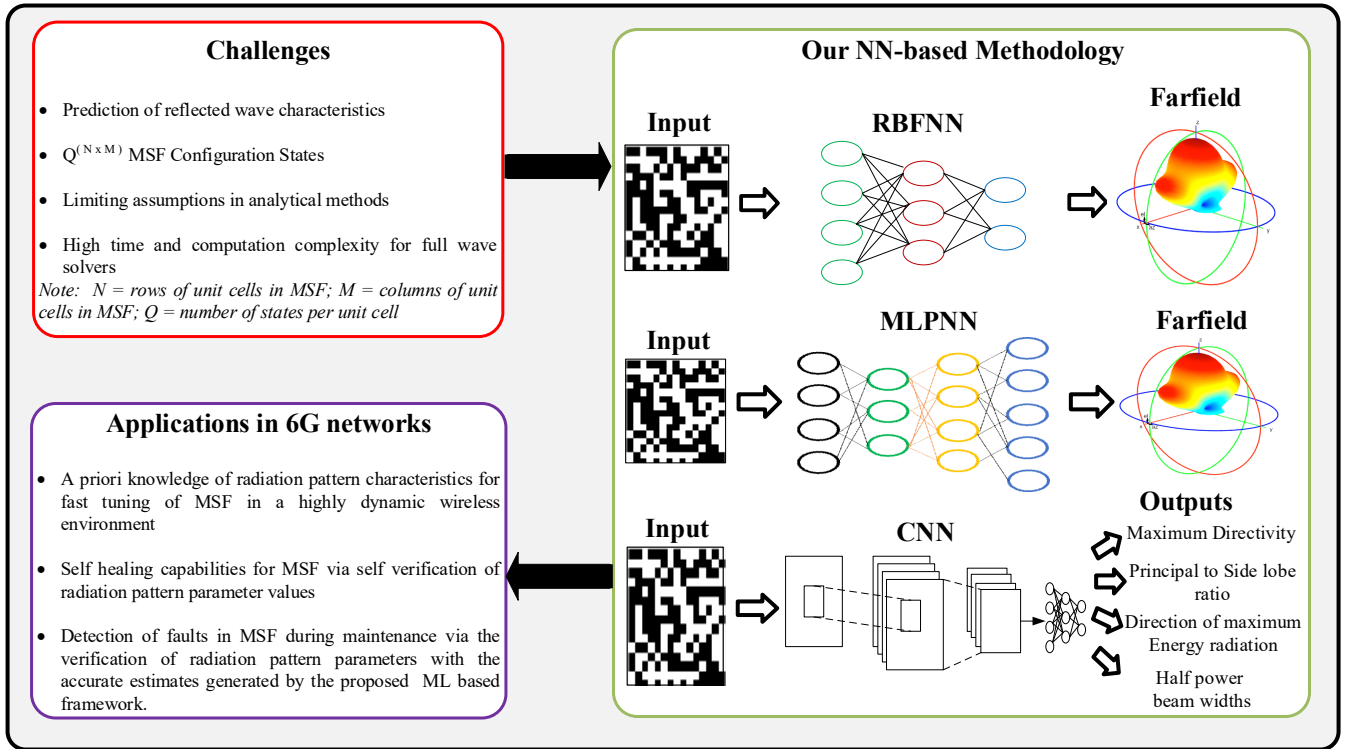 Challenges
• Prediction of reflected wave characteristics
• Q^(N x M) MSF Configuration States
• Limiting assumptions in analytical methods
• High time and computation complexity for full wave
solvers
Note: N = rows of unit cells in MSF; M = columns of unit
cells in MSF; Q = number of states per unit cell
Applications in 6G networks
• A priori knowledge of radiation pattern characteristics for
fast tuning of MSF in a highly dynamic wireless
environment
• Self healing capabilities for MSF via self verification of
radiation pattern parameter values
• Detection of faults in MSF during maintenance via the
verification of radiation pattern parameters with the
accurate estimates generated by the proposed ML based
framework.
Our NN-based Methodology
Input
RBFNN
Farfield
Input
MLPNN
Farfield
Input
CNN
Outputs
Maximum Directivity
Principal to Side lobe
ratio
Direction of maximum
Energy radiation
Half power
beam widths